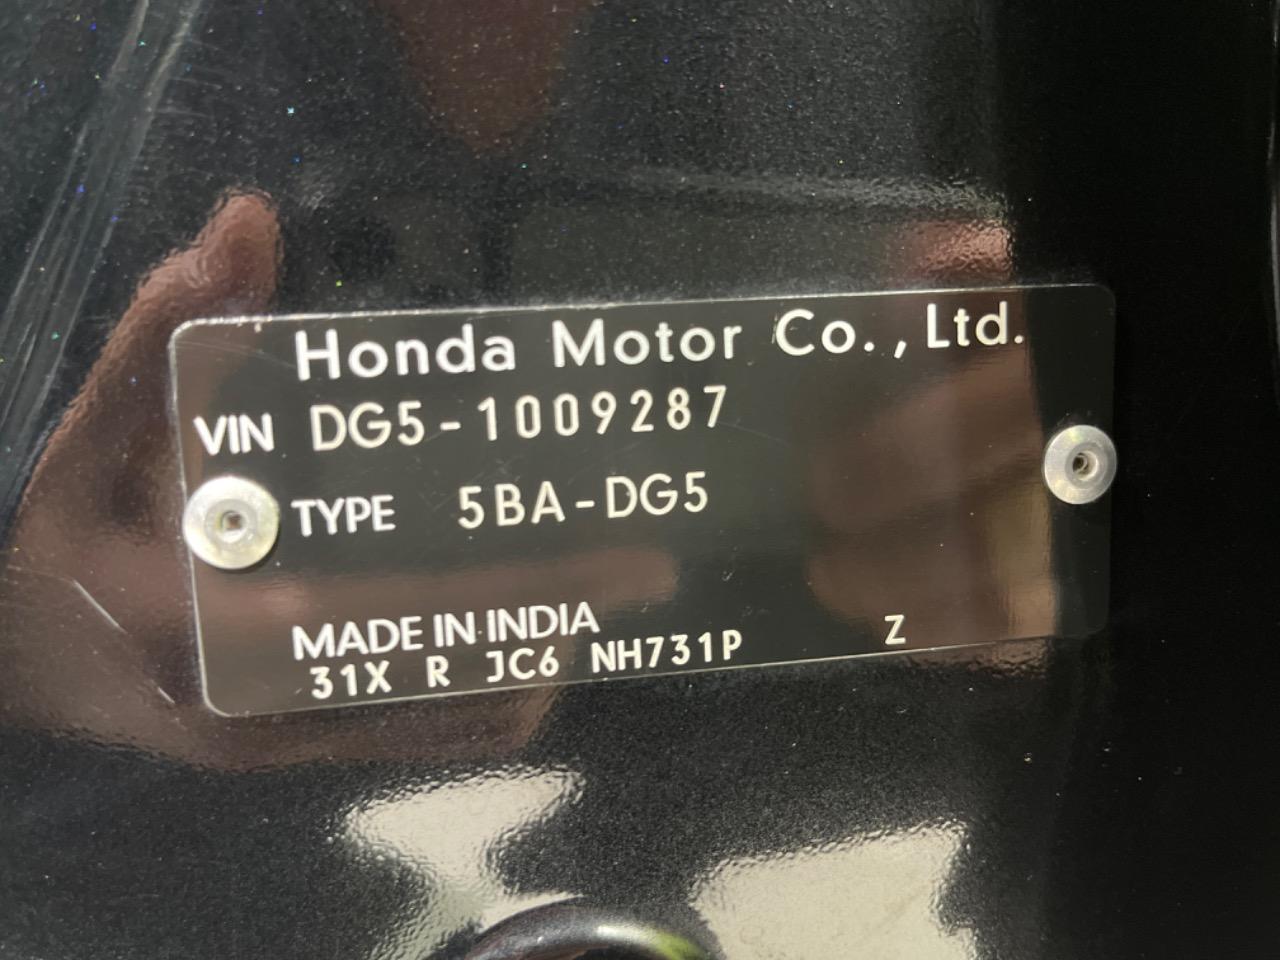 Honda Motor Co., Ltd.
VIN DG5-1009287
TYPE 5BA-DG5
MADE IN INDIA
31X R JC6 NH731P Z